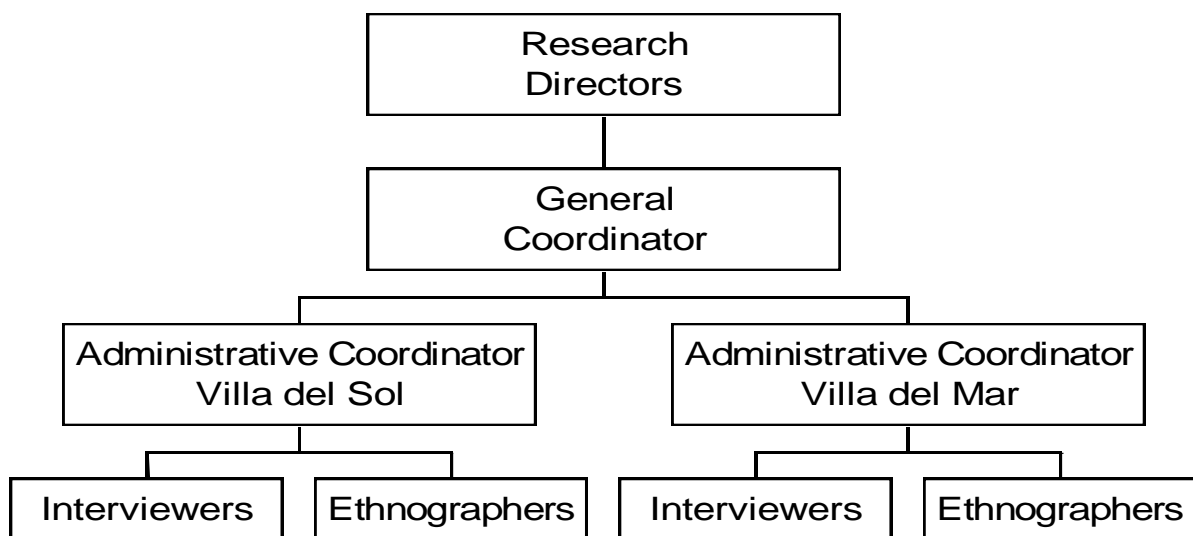 Research
Directors
General
Coordinator
Administrative Coordinator
Villa del Sol
Administrative Coordinator
Villa del Mar
Interviewers
Ethnographers
Interviewers
Ethnographers